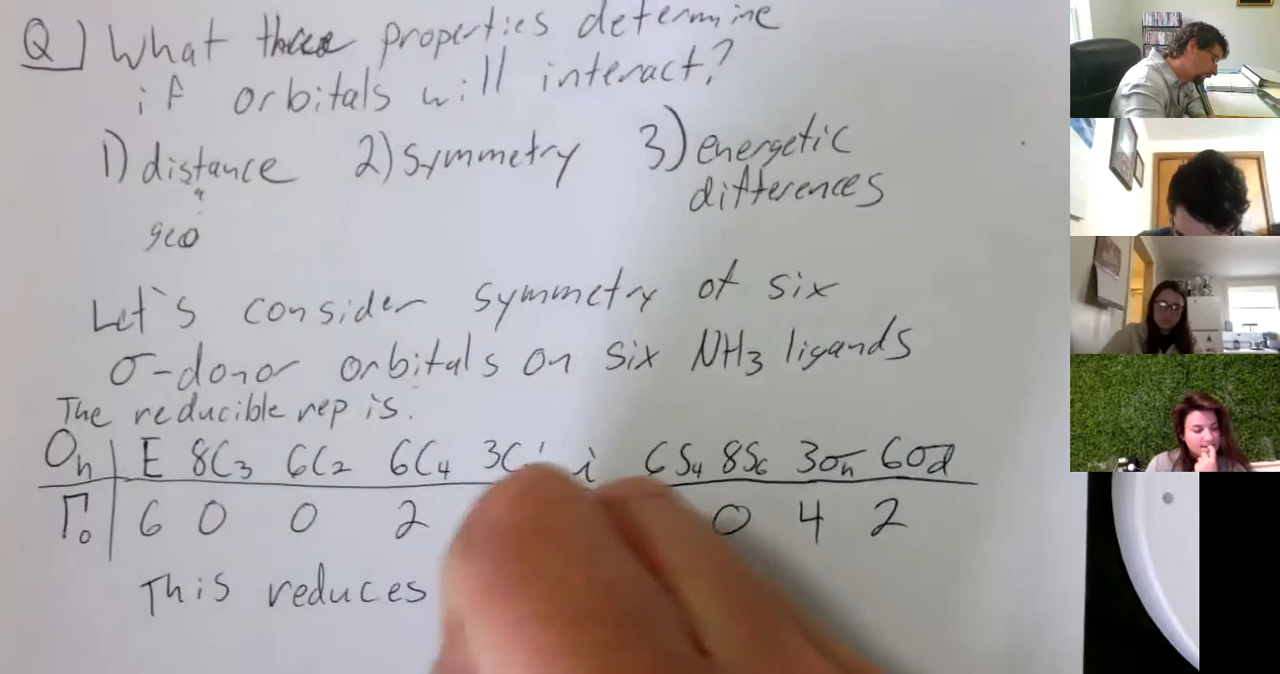 Q) What three properties determine
if orbitals will interact?
1) distance 2) symmetry 3) energetic
differences
geo
Let's consider symmetry of six
σ-donor orbitals on six NH3 ligands
The reducible rep is:
Oh E 8C3 6C2 6C4 i 6S4 8S6 3σh 6σd
Γσ 6 0 0 2 0 4 2
This reduces